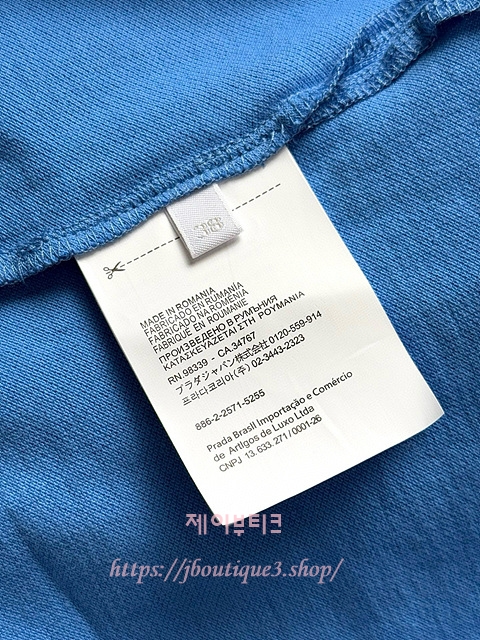 38
MADE IN ROMANIA
FABRICADO EN RUMANÍA
FABRICADO NA ROMÉNIA
FABRIQUÉ EN ROUMANIE
ПРОИЗВЕДЕНО В РУМЫНИЯ
ΚΑΤΑΣΚΕΥΑΖΕΤΑΙ ΣΤΗ ΡΟΥΜΑΝΙΑ
RN.98339 - CA.34767
プラダジャパン株式会社 0120-559-914
프라다코리아(주) 02-3443-2323
886-2-2571-5255
Prada Brasil Importação e Comércio
de Artigos de Luxo Ltda
CNPJ 13.633.271/0001-26
제이부티크
https://jboutique3.shop/